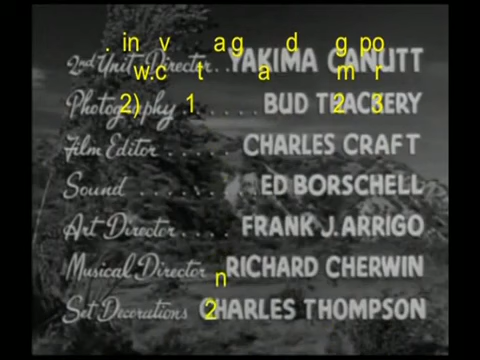 2nd Unit Director.. YAKIMA CANUTT
Photography ..... BUD THACKERY
Film Editor ...... CHARLES CRAFT
Sound ........ ED BORSCHELL
Art Director .... FRANK J. ARRIGO
Musical Director RICHARD CHERWIN
Set Decorations CHARLES THOMPSON